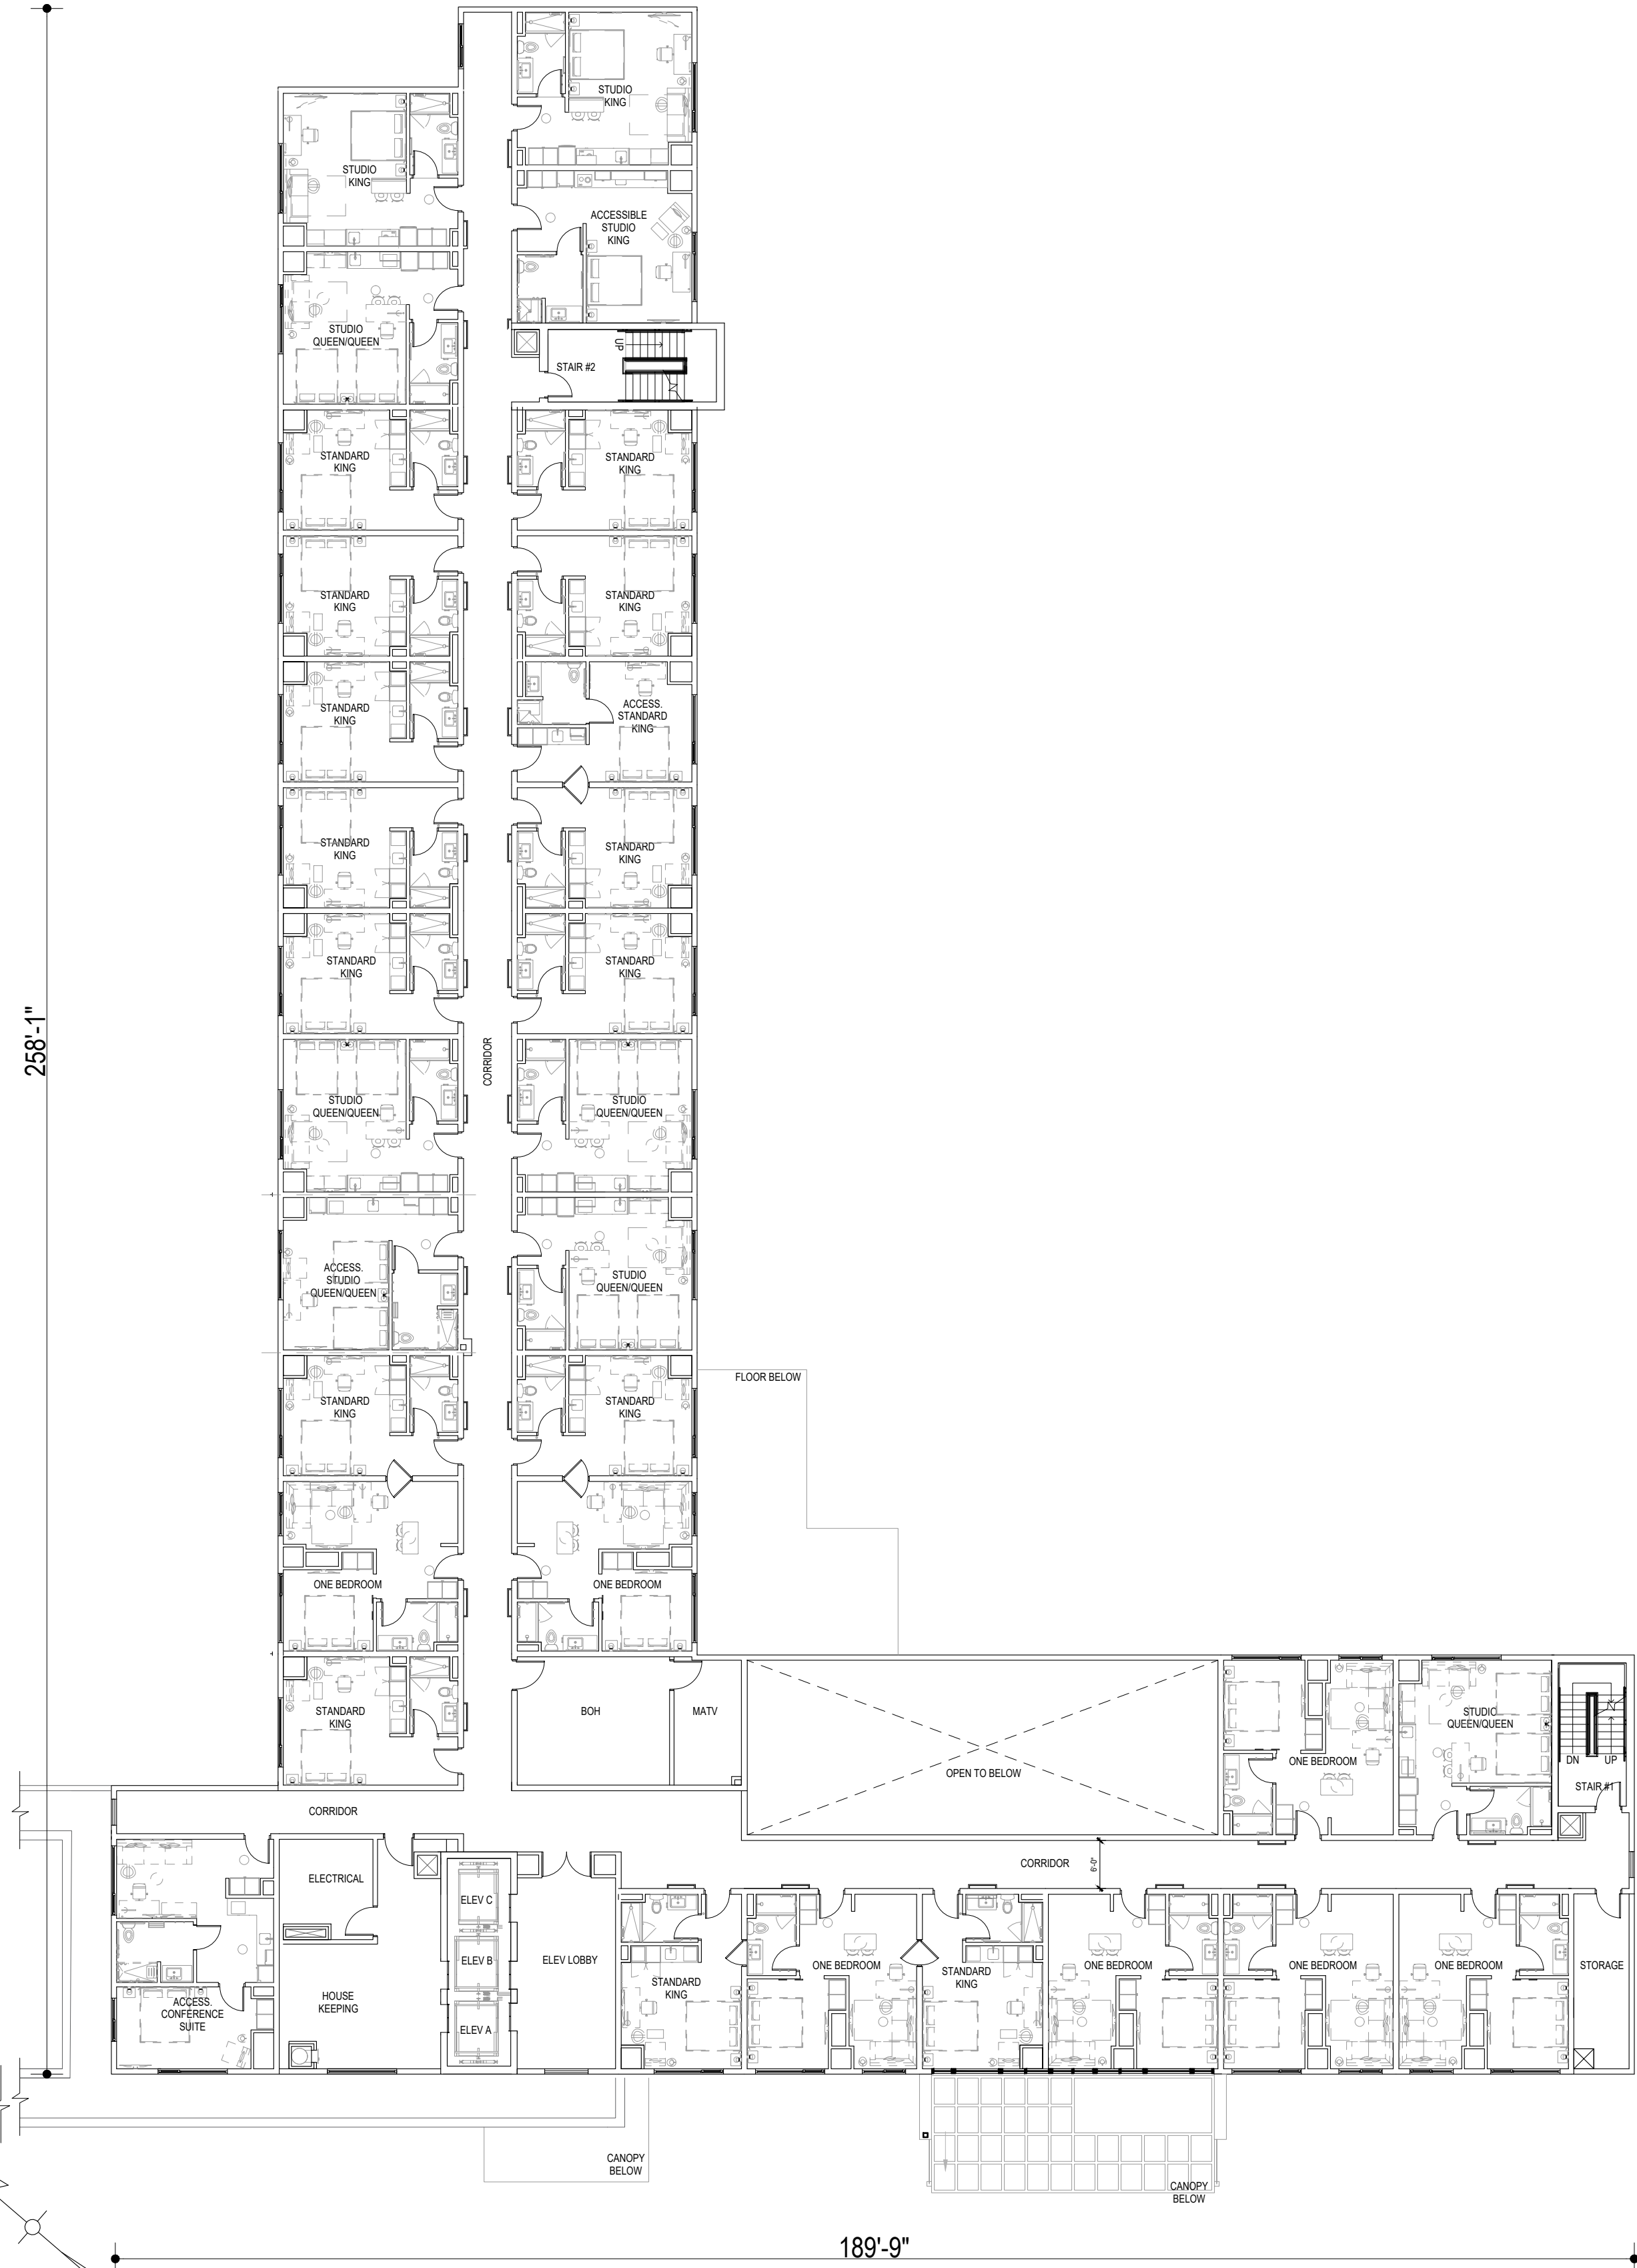 STUDIO
KING
STUDIO
KING
ACCESSIBLE
STUDIO
KING
STUDIO
QUEEN/QUEEN
UP
STAIR #2
STANDARD
KING
STANDARD
KING
STANDARD
KING
STANDARD
KING
STANDARD
KING
ACCESS.
STANDARD
KING
STANDARD
KING
STANDARD
KING
STANDARD
KING
STANDARD
KING
258'-1"
CORRIDOR
STUDIO
QUEEN/QUEEN
STUDIO
QUEEN/QUEEN
ACCESS.
STUDIO
QUEEN/QUEEN
STUDIO
QUEEN/QUEEN
FLOOR BELOW
STANDARD
KING
STANDARD
KING
ONE BEDROOM
ONE BEDROOM
STANDARD
KING
BOH
MATV
OPEN TO BELOW
ONE BEDROOM
STUDIO
QUEEN/QUEEN
DN
UP
STAIR #1
CORRIDOR
CORRIDOR
6'-0"
ELECTRICAL
ELEV C
ELEV B
ELEV A
ELEV LOBBY
HOUSE
KEEPING
ACCESS.
CONFERENCE
SUITE
STANDARD
KING
ONE BEDROOM
STANDARD
KING
ONE BEDROOM
ONE BEDROOM
ONE BEDROOM
STORAGE
CANOPY
BELOW
CANOPY
BELOW
189'-9"